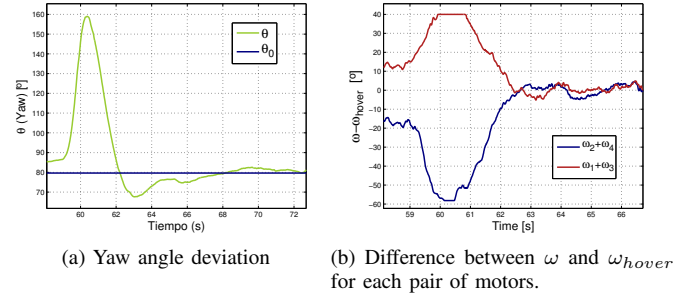 160
150
140
130
120
110
100
90
80
70
θ (Yaw) [º]
60 62 64 66 68 70 72
Tiempo (s)
θ
θ₀
40
30
20
10
0
−10
−20
−30
−40
−50
−60
ω−ω_hover [º]
59 60 61 62 63 64 65 66
Time [s]
ω₂+ω₄
ω₁+ω₃
(a) Yaw angle deviation
(b) Difference between ω and ω_hover
for each pair of motors.